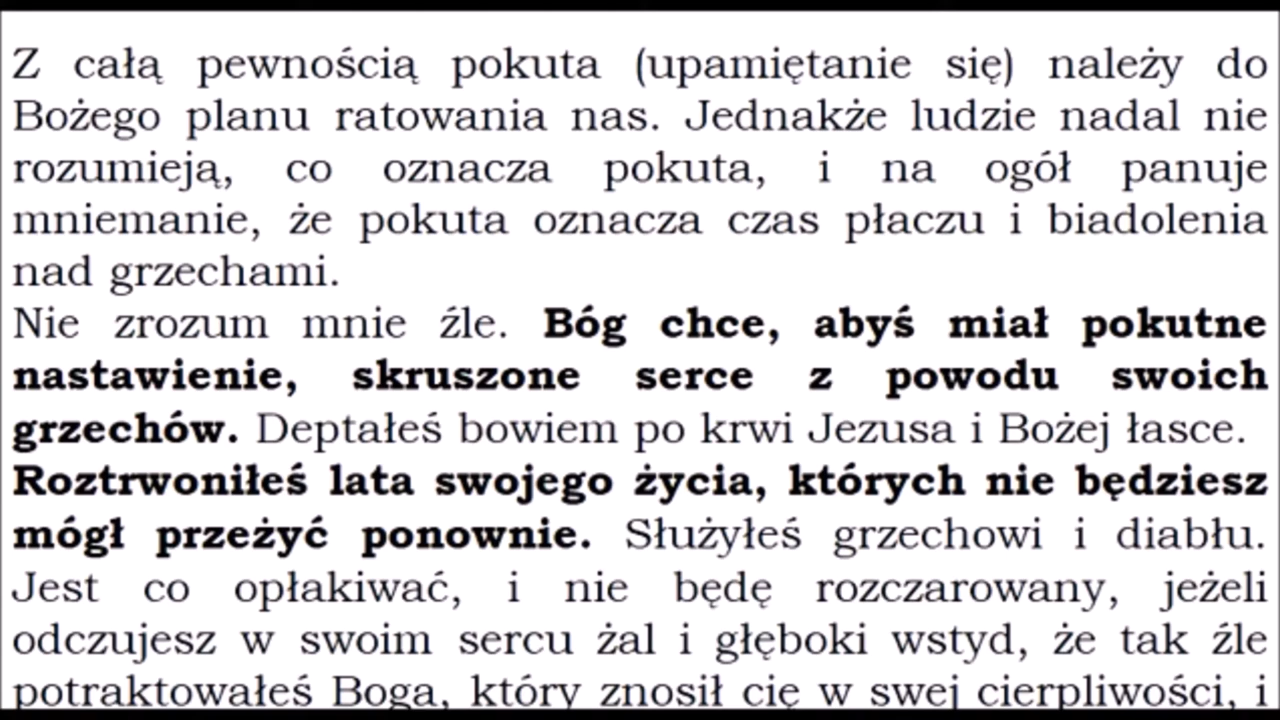 Z całą pewnością pokuta (upamiętanie się) należy do
Bożego planu ratowania nas. Jednakże ludzie nadal nie
rozumieją, co oznacza pokuta, i na ogół panuje
mniemanie, że pokuta oznacza czas płaczu i biadolenia
nad grzechami.
Nie zrozum mnie źle. Bóg chce, abyś miał pokutne
nastawienie, skruszone serce z powodu swoich
grzechów. Deptałeś bowiem po krwi Jezusa i Bożej łasce.
Roztrwoniłeś lata swojego życia, których nie będziesz
mógł przeżyć ponownie. Służyłeś grzechowi i diabłu.
Jest co opłakiwać, i nie będę rozczarowany, jeżeli
odczujesz w swoim sercu żal i głęboki wstyd, że tak źle
potraktowałeś Boga, który znosił cię w swej cierpliwości, i